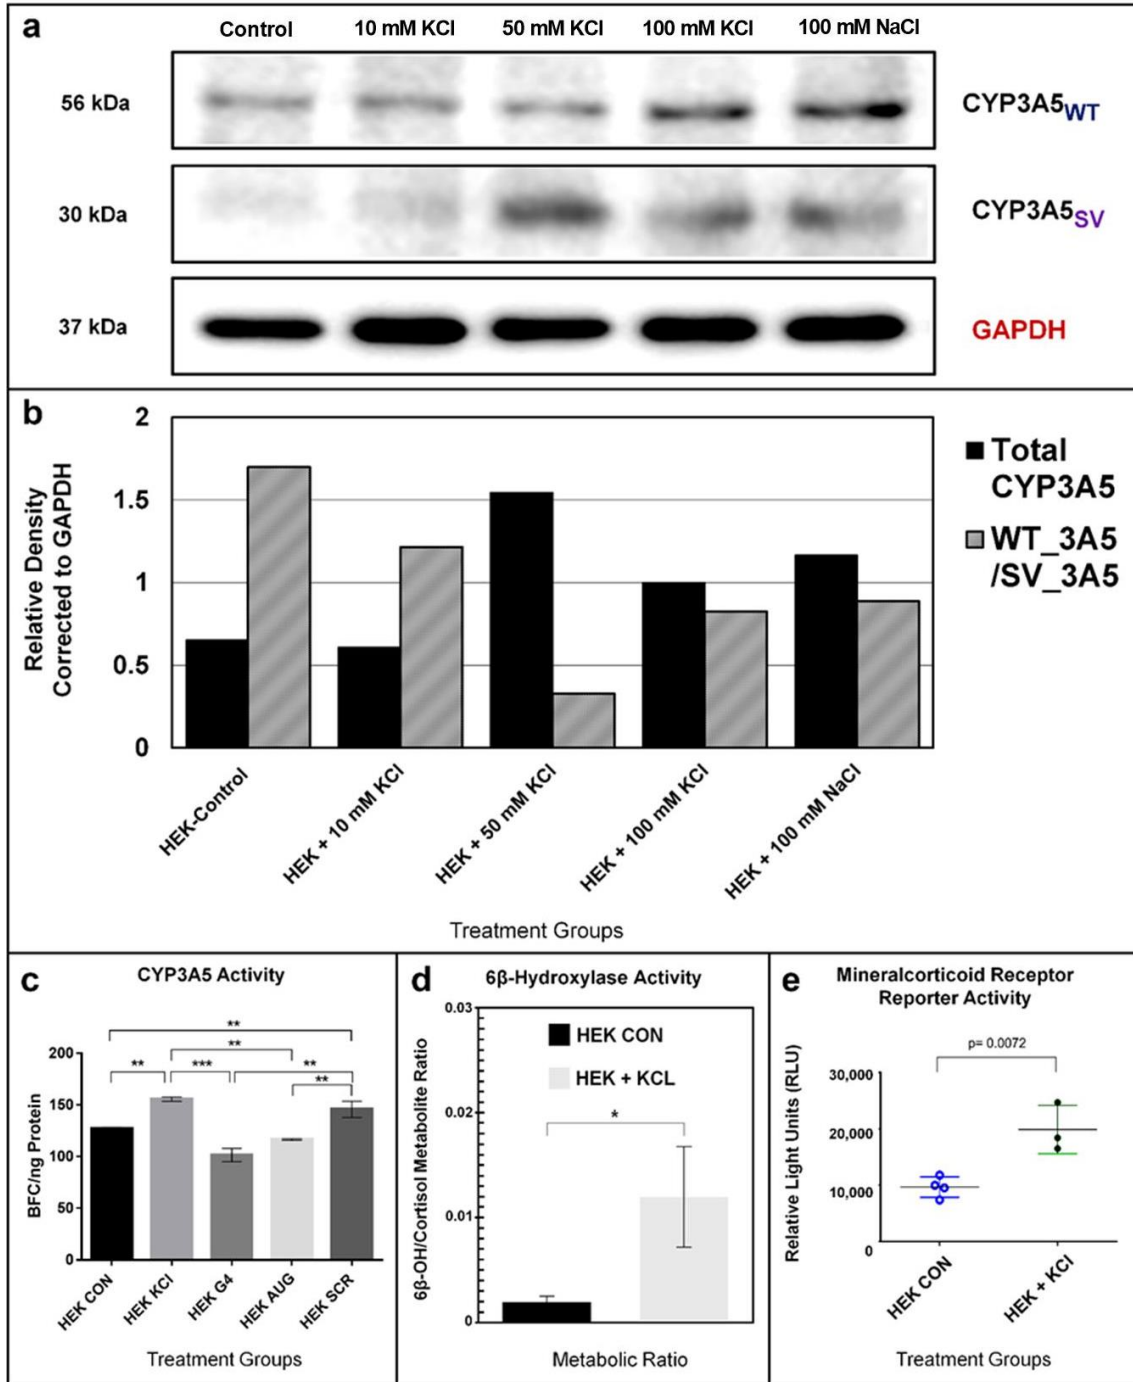 a
Control 10 mM KCl 50 mM KCl 100 mM KCl 100 mM NaCl
56 kDa CYP3A5WT
30 kDa CYP3A5SV
37 kDa GAPDH
b
Relative Density
Corrected to GAPDH
2
1.5
1
0.5
0
Total
CYP3A5
WT_3A5
/SV_3A5
HEK-Control
HEK + 10 mM KCl
HEK + 50 mM KCl
HEK + 100 mM KCl
HEK + 100 mM NaCl
Treatment Groups
c
CYP3A5 Activity
**
**
** *** **
**
BFC/ng Protein
200
150
100
50
0
HEK CON
HEK KCl
HEK G4
HEK AUG
HEK SCR
Treatment Groups
d
6β-Hydroxylase Activity
6β-OH/Cortisol Metabolite Ratio
0.03
0.02
0.01
0
HEK CON
HEK + KCL
*
Metabolic Ratio
e
Mineralcorticoid Receptor
Reporter Activity
p= 0.0072
Relative Light Units (RLU)
30,000
20,000
10,000
0
HEK CON
HEK + KCl
Treatment Groups